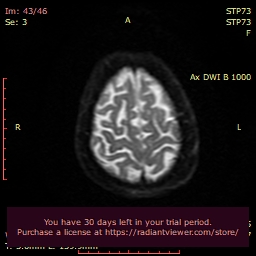 Im: 43/46
Se: 3
A
STP73
STP73
F
Ax DWI B 1000
R
L
You have 30 days left in your trial period.
Purchase a license at https://radiantviewer.com/store/